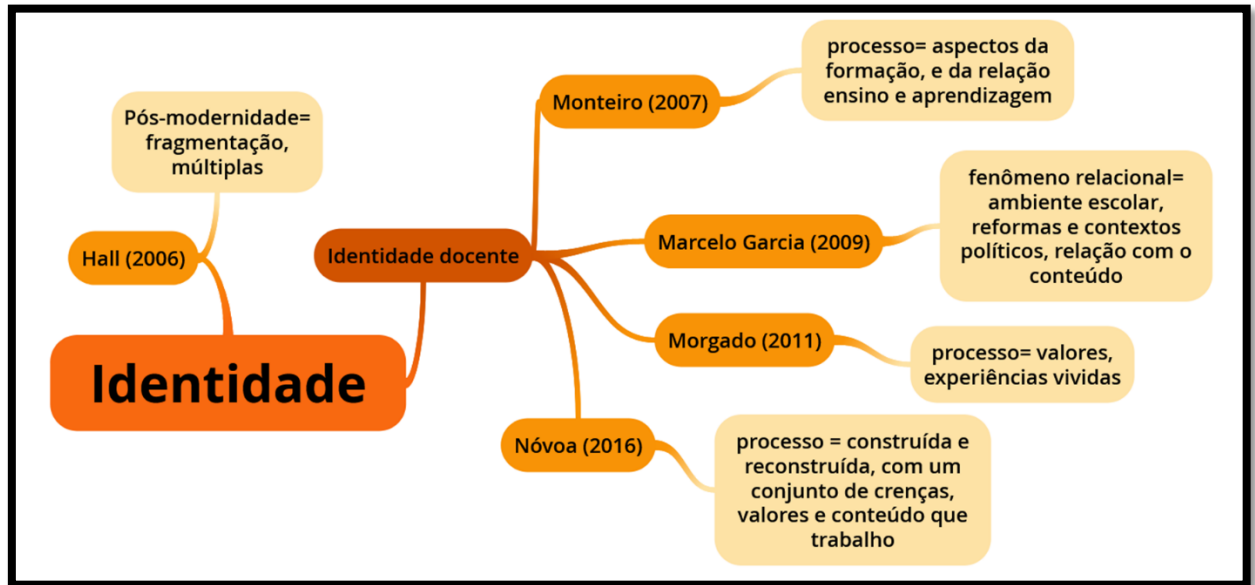 Pós-modernidade=
fragmentação,
múltiplas
Hall (2006)
Identidade
Identidade docente
Monteiro (2007)
processo= aspectos da
formação, e da relação
ensino e aprendizagem
Marcelo Garcia (2009)
fenômeno relacional=
ambiente escolar,
reformas e contextos
políticos, relação com o
conteúdo
Morgado (2011)
processo= valores,
experiências vividas
Nóvoa (2016)
processo = construída e
reconstruída, com um
conjunto de crenças,
valores e conteúdo que
trabalho